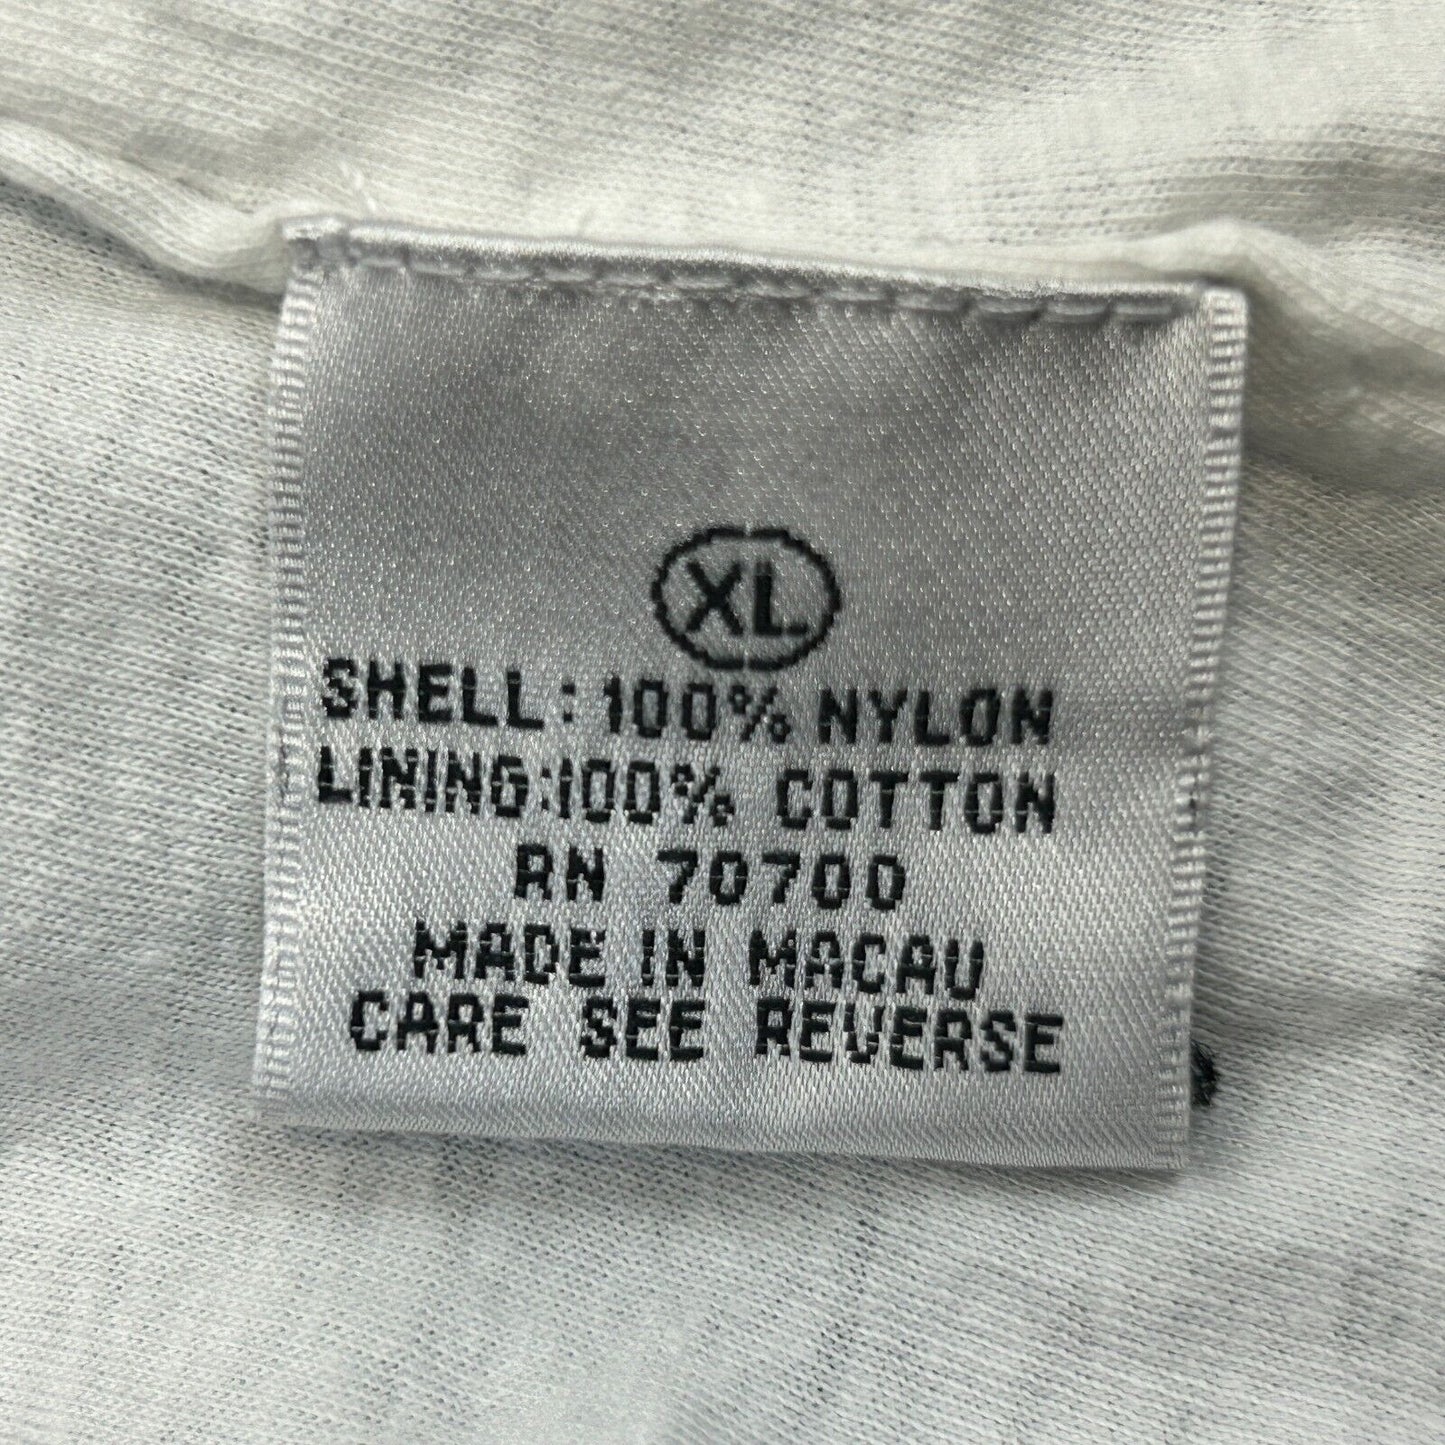 XL
SHELL: 100% NYLON
LINING:100% COTTON
RN 70700
MADE IN MACAU
CARE SEE REVERSE